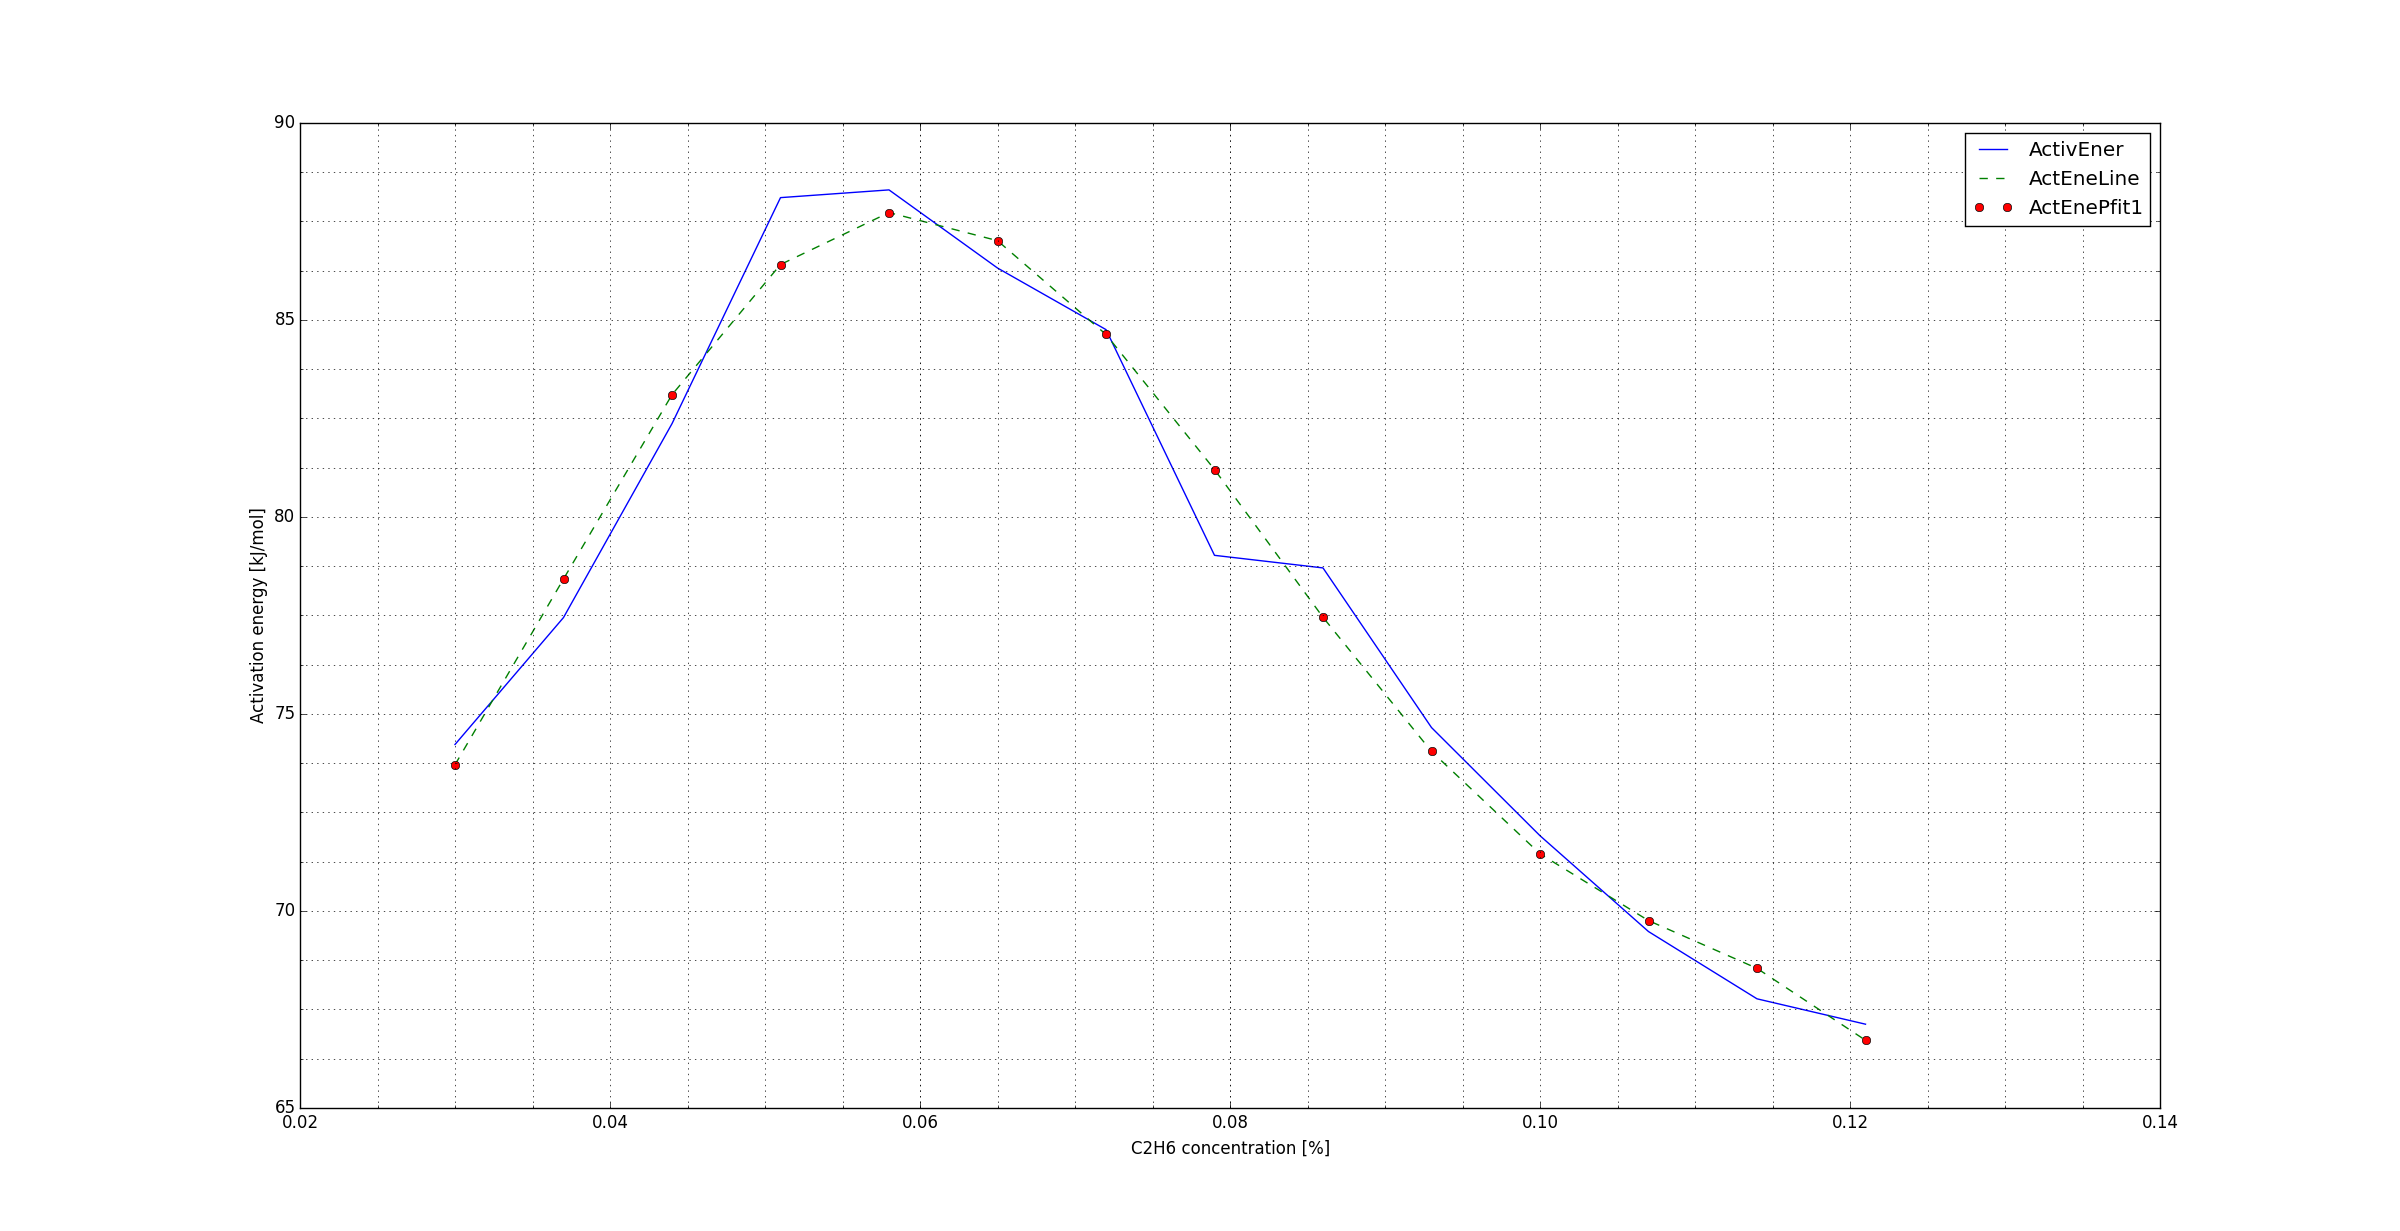 90
85
80
75
70
65
0.02 0.04 0.06 0.08 0.10 0.12 0.14
Activation energy [kJ/mol]
C2H6 concentration [%]
ActivEner
ActEneLine
ActEnePfit1